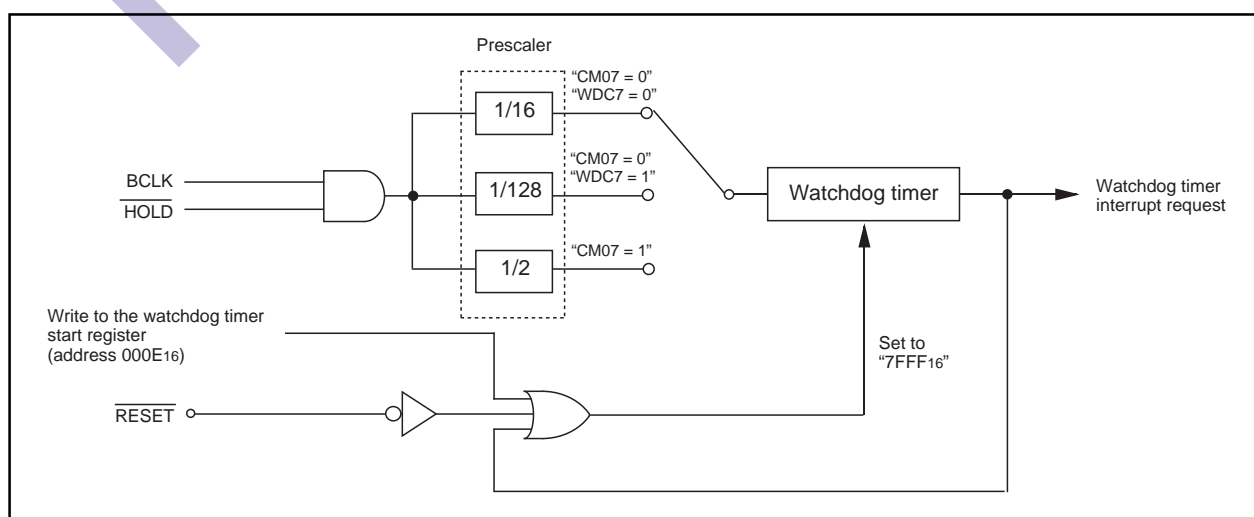 Prescaler
“CM07 = 0”
“WDC7 = 0”
1/16
BCLK
HOLD
“CM07 = 0”
“WDC7 = 1”
1/128
Watchdog timer
Watchdog timer
interrupt request
“CM07 = 1”
1/2
Write to the watchdog timer
start register
(address 000E16)
Set to
“7FFF16”
RESET